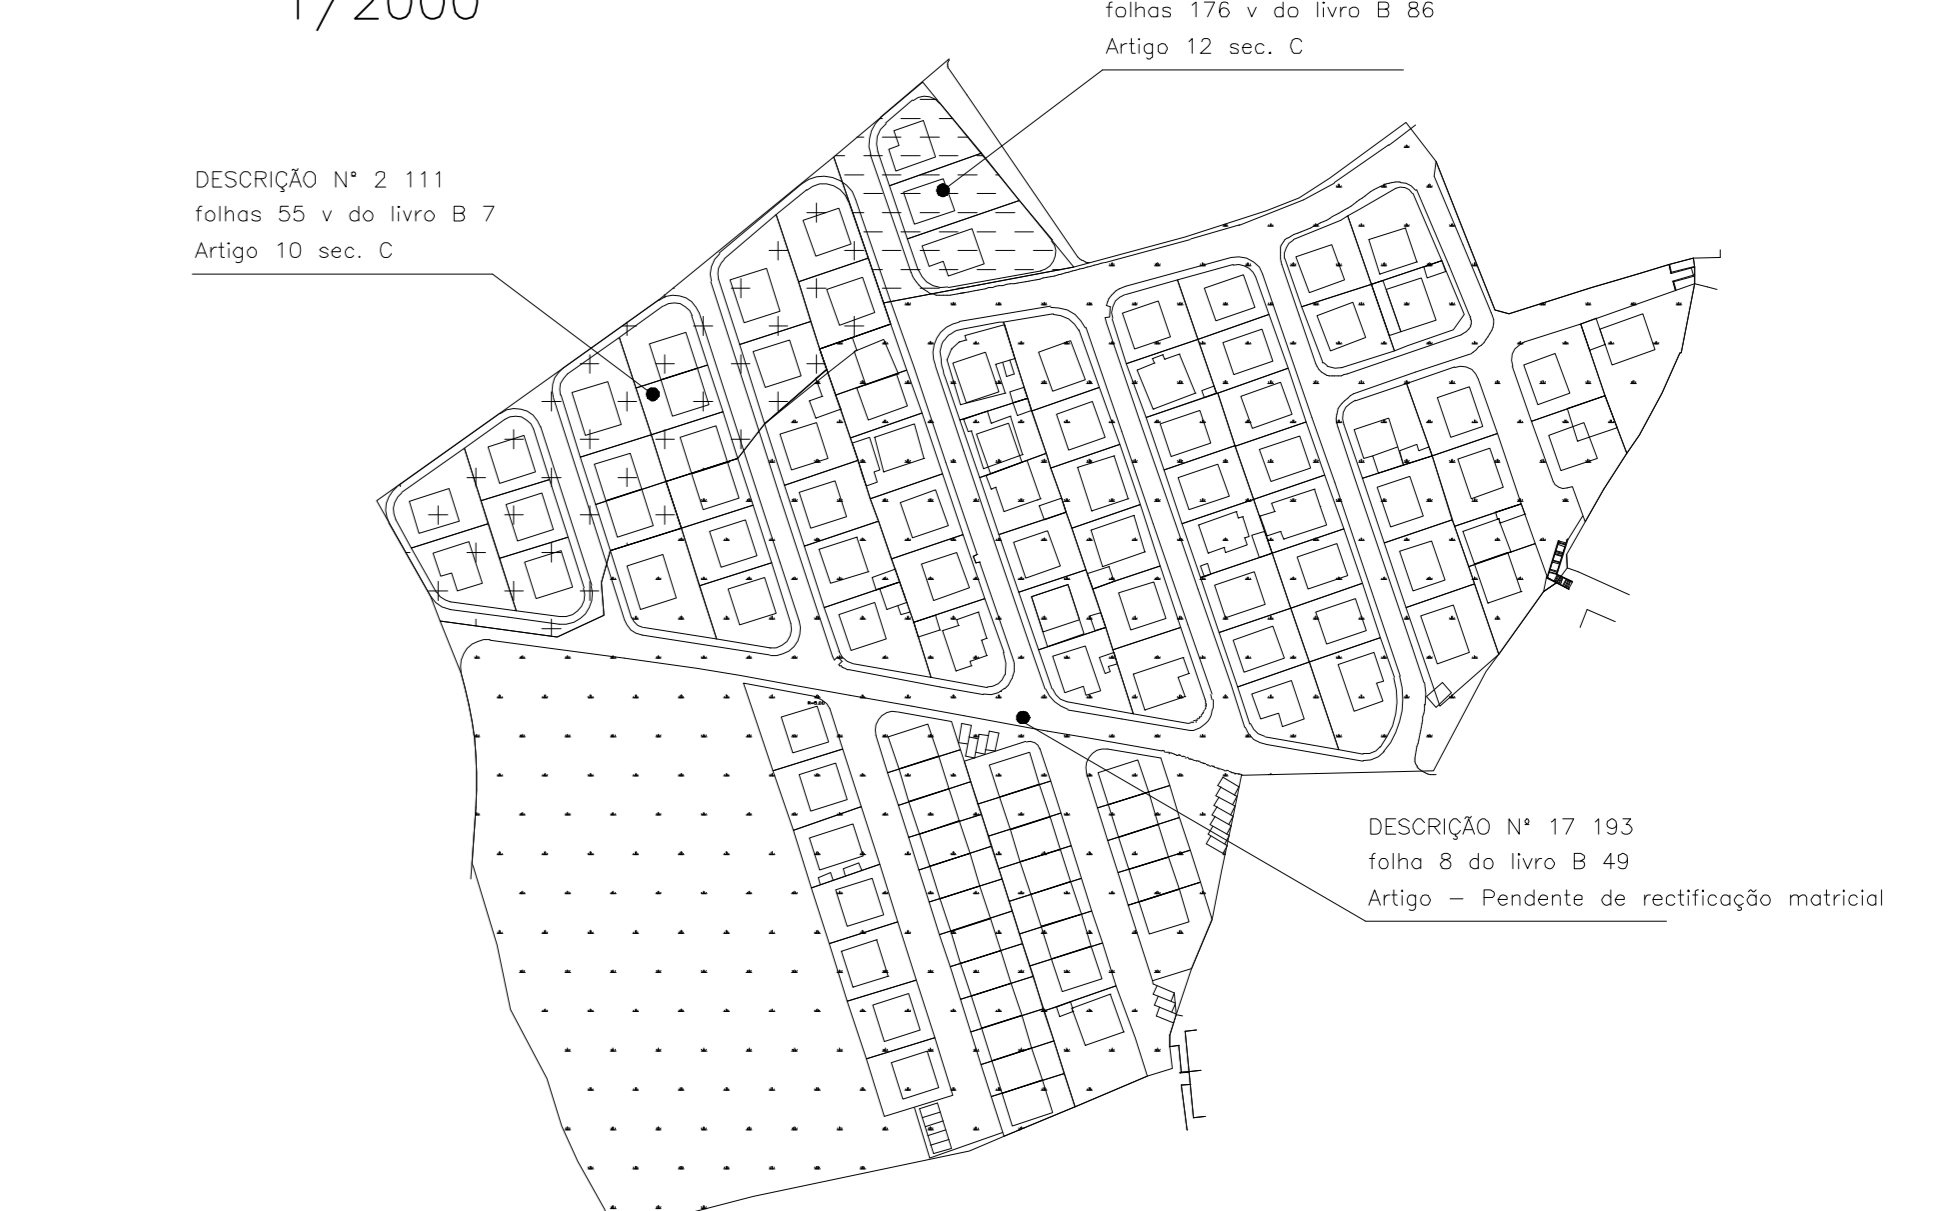 1/2000
folhas 176 v do livro B 86
Artigo 12 sec. C
DESCRIÇÃO Nº 2 111
folhas 55 v do livro B 7
Artigo 10 sec. C
DESCRIÇÃO Nº 17 193
folha 8 do livro B 49
Artigo – Pendente de rectificação matricial